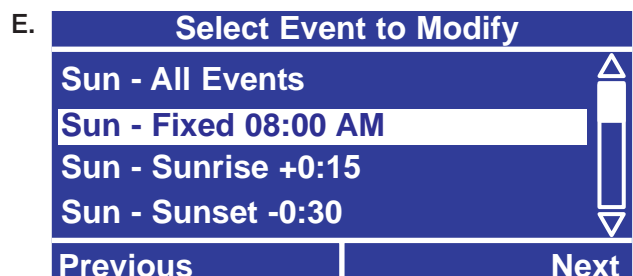 E.
Select Event to Modify
Sun - All Events
Sun - Fixed 08:00 AM
Sun - Sunrise +0:15
Sun - Sunset -0:30
Previous Next